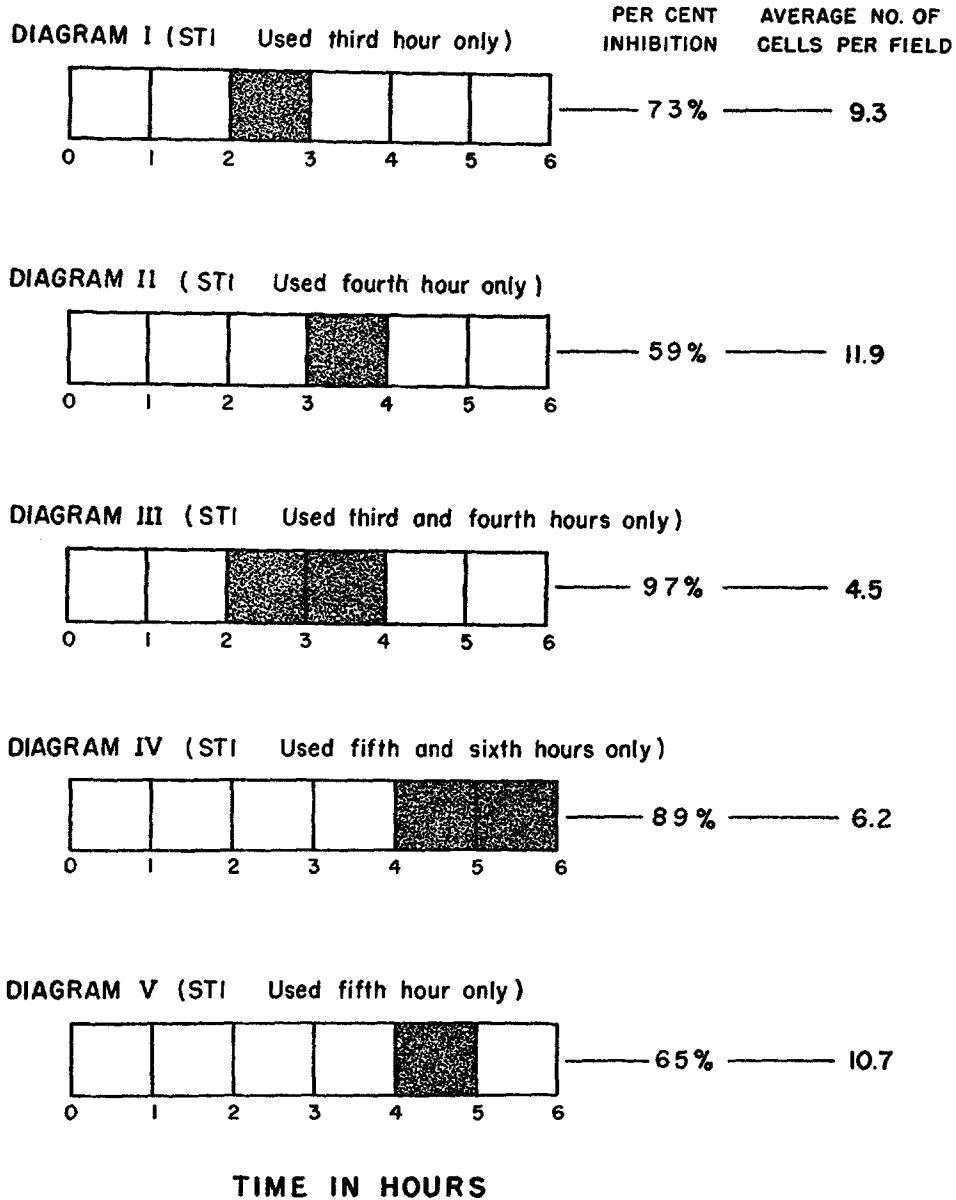 PER CENT INHIBITION
AVERAGE NO. OF CELLS PER FIELD
DIAGRAM I (STI Used third hour only)
73% 9.3
0 1 2 3 4 5 6
DIAGRAM II (STI Used fourth hour only)
59% 11.9
0 1 2 3 4 5 6
DIAGRAM III (STI Used third and fourth hours only)
97% 4.5
0 1 2 3 4 5 6
DIAGRAM IV (STI Used fifth and sixth hours only)
89% 6.2
0 1 2 3 4 5 6
DIAGRAM V (STI Used fifth hour only)
65% 10.7
0 1 2 3 4 5 6
TIME IN HOURS